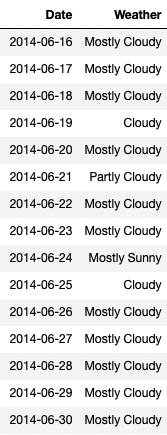 Date Weather
2014-06-16 Mostly Cloudy
2014-06-17 Mostly Cloudy
2014-06-18 Mostly Cloudy
2014-06-19 Cloudy
2014-06-20 Mostly Cloudy
2014-06-21 Partly Cloudy
2014-06-22 Mostly Cloudy
2014-06-23 Mostly Cloudy
2014-06-24 Mostly Sunny
2014-06-25 Cloudy
2014-06-26 Mostly Cloudy
2014-06-27 Mostly Cloudy
2014-06-28 Mostly Cloudy
2014-06-29 Mostly Cloudy
2014-06-30 Mostly Cloudy